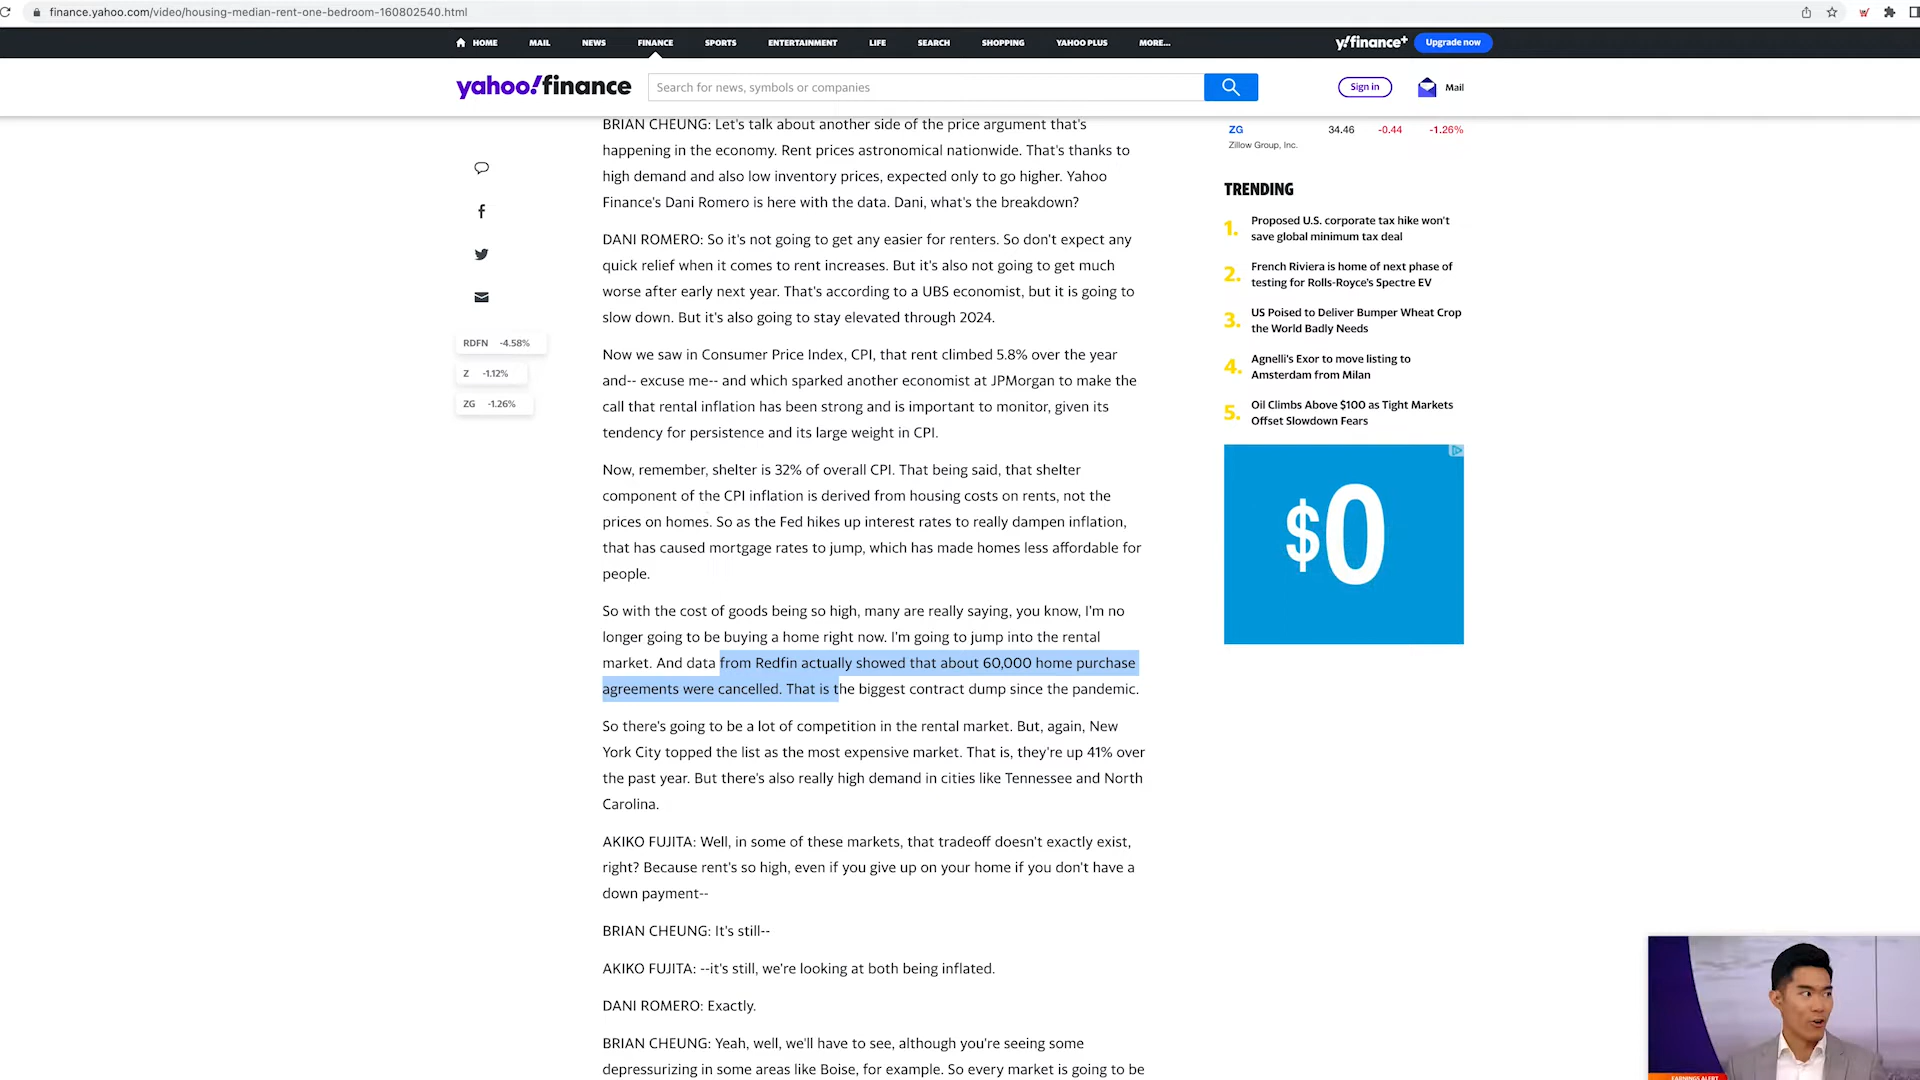 finance.yahoo.com/video/housing-median-rent-one-bedroom-160802540.html
HOME MAIL NEWS FINANCE SPORTS ENTERTAINMENT LIFE SEARCH SHOPPING YAHOO PLUS MORE...
y!finance+ Upgrade now
yahoo!finance
Search for news, symbols or companies
Sign in
Mail
BRIAN CHEUNG: Let's talk about another side of the price argument that's
happening in the economy. Rent prices astronomical nationwide. That's thanks to
high demand and also low inventory prices, expected only to go higher. Yahoo
Finance's Dani Romero is here with the data. Dani, what's the breakdown?
DANI ROMERO: So it's not going to get any easier for renters. So don't expect any
quick relief when it comes to rent increases. But it's also not going to get much
worse after early next year. That's according to a UBS economist, but it is going to
slow down. But it's also going to stay elevated through 2024.
Now we saw in Consumer Price Index, CPI, that rent climbed 5.8% over the year
and-- excuse me-- and which sparked another economist at JPMorgan to make the
call that rental inflation has been strong and is important to monitor, given its
tendency for persistence and its large weight in CPI.
Now, remember, shelter is 32% of overall CPI. That being said, that shelter
component of the CPI inflation is derived from housing costs on rents, not the
prices on homes. So as the Fed hikes up interest rates to really dampen inflation,
that has caused mortgage rates to jump, which has made homes less affordable for
people.
So with the cost of goods being so high, many are really saying, you know, I'm no
longer going to be buying a home right now. I'm going to jump into the rental
market. And data from Redfin actually showed that about 60,000 home purchase
agreements were cancelled. That is the biggest contract dump since the pandemic.
So there's going to be a lot of competition in the rental market. But, again, New
York City topped the list as the most expensive market. That is, they're up 41% over
the past year. But there's also really high demand in cities like Tennessee and North
Carolina.
AKIKO FUJITA: Well, in some of these markets, that tradeoff doesn't exactly exist,
right? Because rent's so high, even if you give up on your home if you don't have a
down payment--
BRIAN CHEUNG: It's still--
AKIKO FUJITA: --it's still, we're looking at both being inflated.
DANI ROMERO: Exactly.
BRIAN CHEUNG: Yeah, well, we'll have to see, although you're seeing some
depressurizing in some areas like Boise, for example. So every market is going to be
RDFN -4.58%
Z -1.12%
ZG -1.26%
ZG 34.46 -0.44 -1.26%
Zillow Group, Inc.
TRENDING
1. Proposed U.S. corporate tax hike won't
save global minimum tax deal
2. French Riviera is home of next phase of
testing for Rolls-Royce's Spectre EV
3. US Poised to Deliver Bumper Wheat Crop
the World Badly Needs
4. Agnelli's Exor to move listing to
Amsterdam from Milan
5. Oil Climbs Above $100 as Tight Markets
Offset Slowdown Fears
$0
EARNINGS ALERT